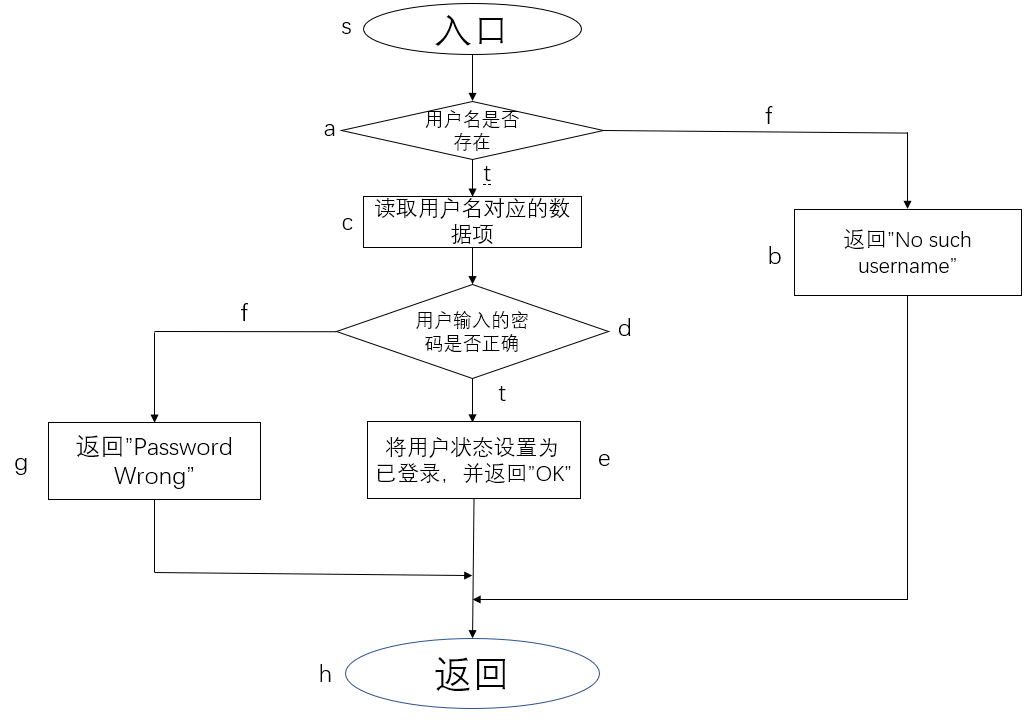 s
入口
a
用户名是否
存在
f
t
c
读取用户名对应的数
据项
b
返回”No such
username”
f
用户输入的密
码是否正确
d
t
g
返回”Password
Wrong”
将用户状态设置为
已登录，并返回”OK”
e
h
返回